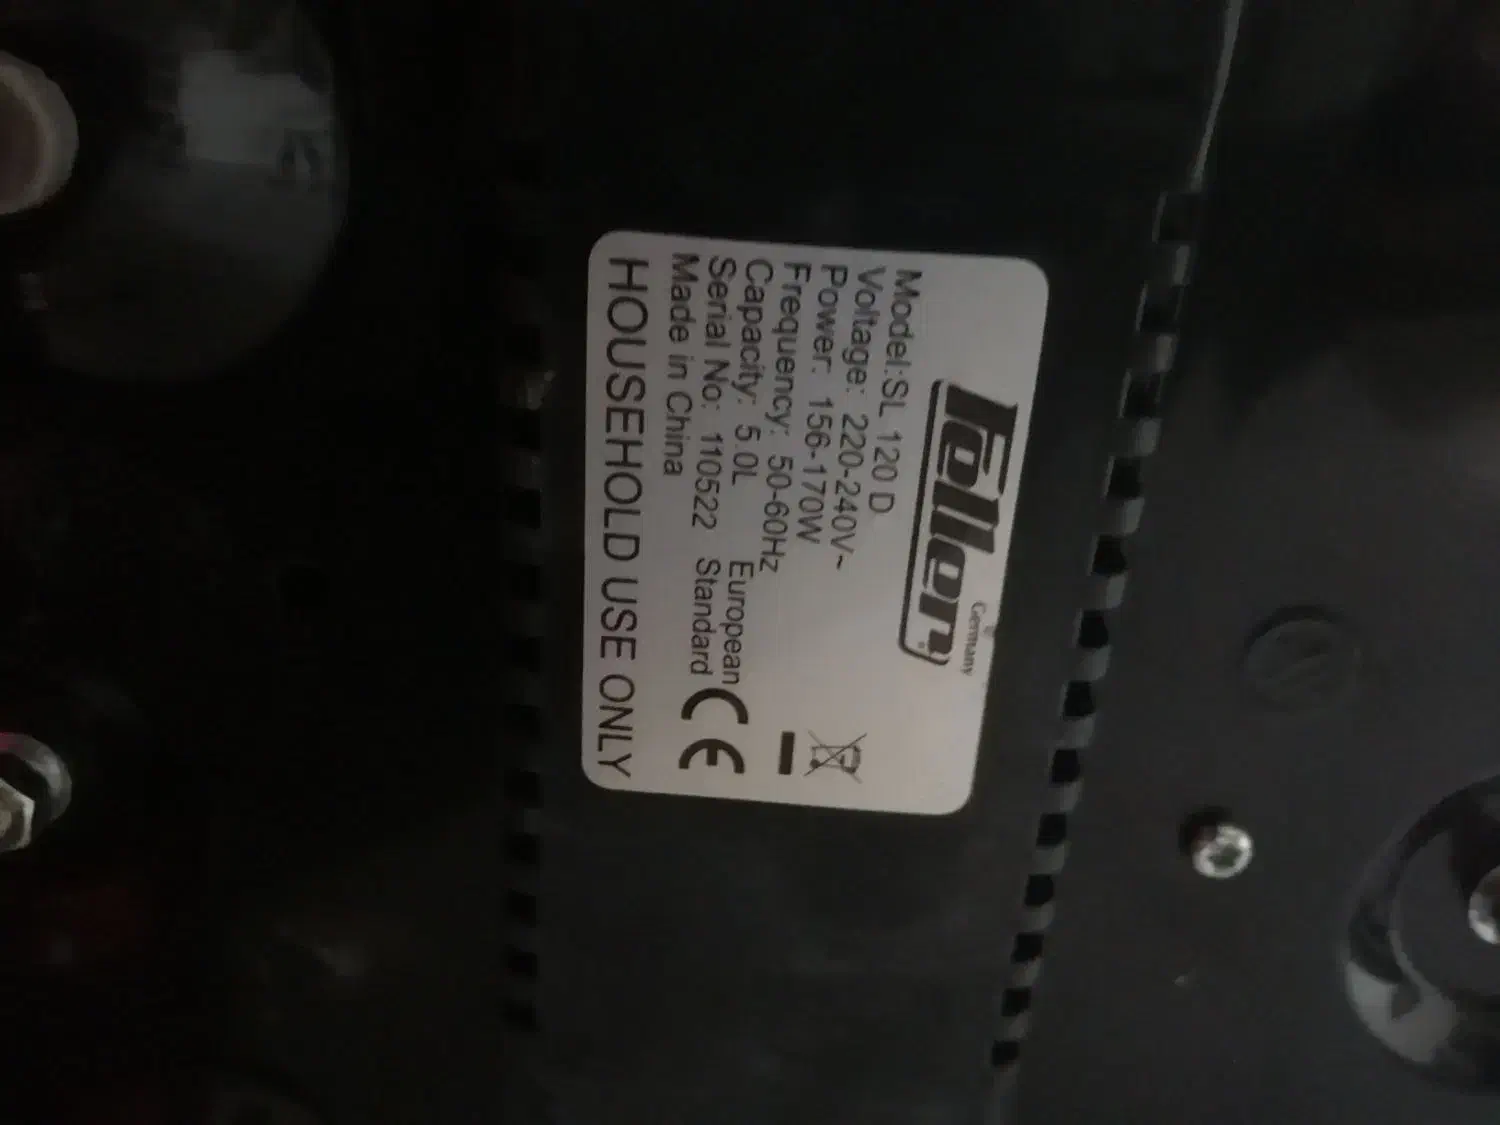 Feller
Germany
Model:SL 120 D
Voltage: 220-240V~
Power: 156-170W
Frequency: 50-60Hz
Capacity: 5.0L
Serial No: 110522
Made in China
European
Standard
CE
HOUSEHOLD USE ONLY